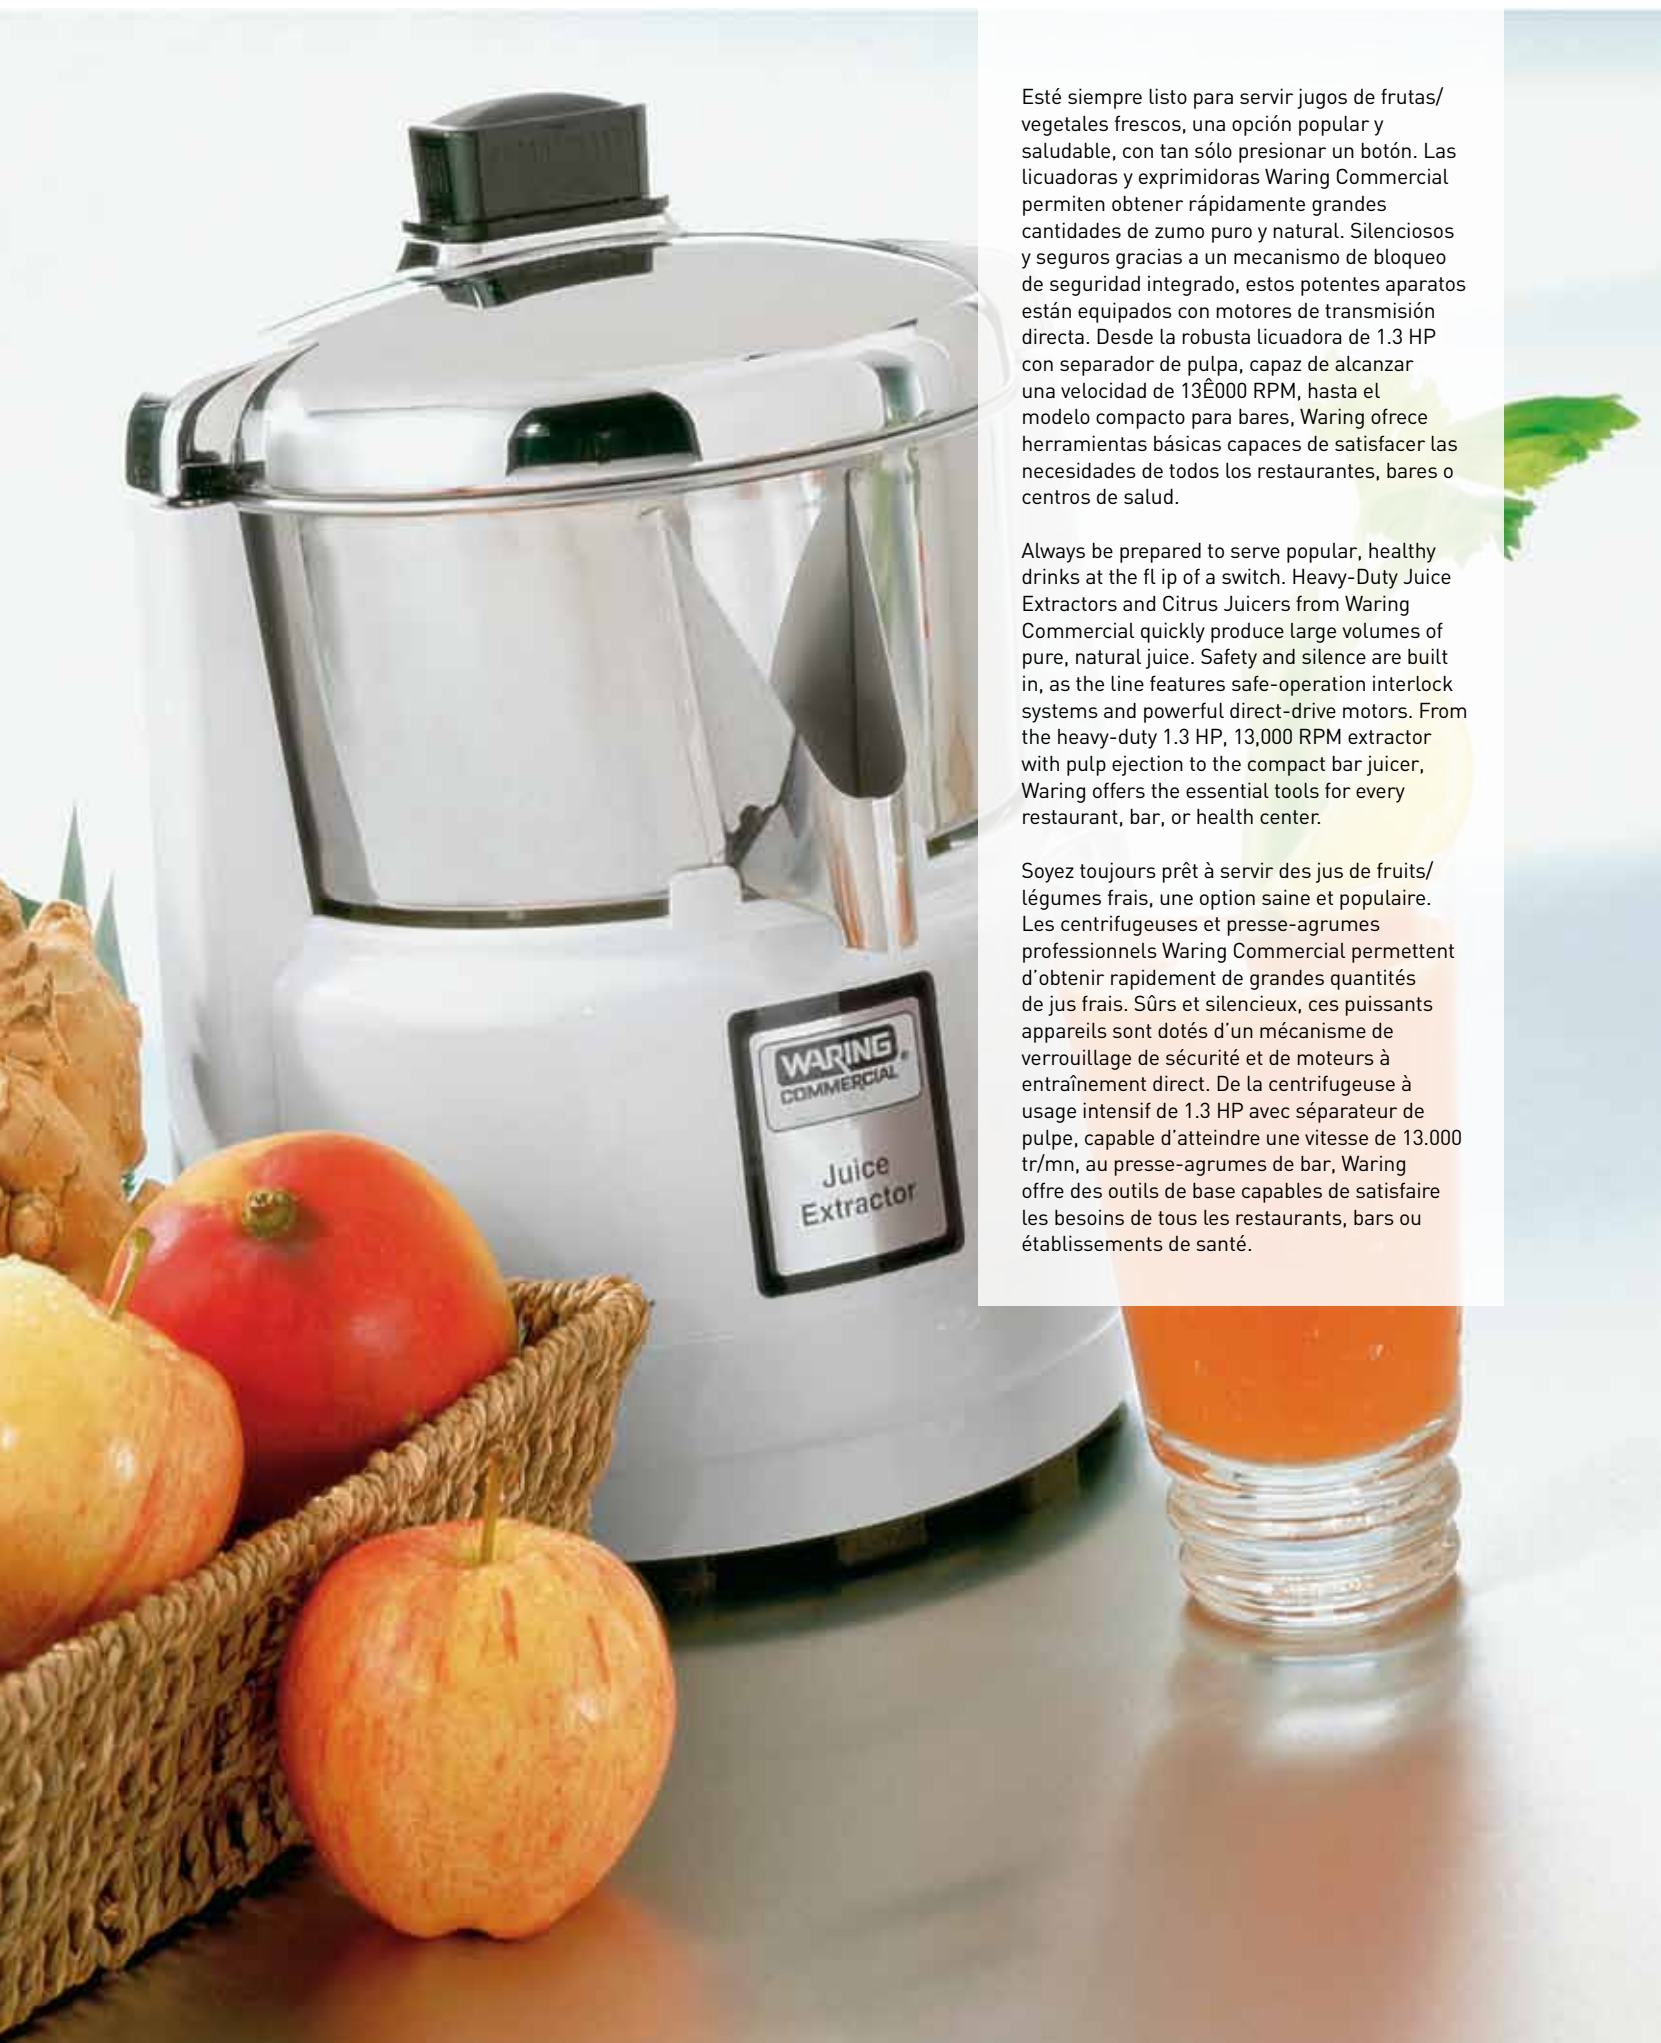 Esté siempre listo para servir jugos de frutas/
vegetales frescos, una opción popular y
saludable, con tan sólo presionar un botón. Las
licuadoras y exprimidoras Waring Commercial
permiten obtener rápidamente grandes
cantidades de zumo puro y natural. Silenciosos
y seguros gracias a un mecanismo de bloqueo
de seguridad integrado, estos potentes aparatos
están equipados con motores de transmisión
directa. Desde la robusta licuadora de 1.3 HP
con separador de pulpa, capaz de alcanzar
una velocidad de 13Ê000 RPM, hasta el
modelo compacto para bares, Waring ofrece
herramientas básicas capaces de satisfacer las
necesidades de todos los restaurantes, bares o
centros de salud.
Always be prepared to serve popular, healthy
drinks at the fl ip of a switch. Heavy-Duty Juice
Extractors and Citrus Juicers from Waring
Commercial quickly produce large volumes of
pure, natural juice. Safety and silence are built
in, as the line features safe-operation interlock
systems and powerful direct-drive motors. From
the heavy-duty 1.3 HP, 13,000 RPM extractor
with pulp ejection to the compact bar juicer,
Waring offers the essential tools for every
restaurant, bar, or health center.
Soyez toujours prêt à servir des jus de fruits/
légumes frais, une option saine et populaire.
Les centrifugeuses et presse-agrumes
professionnels Waring Commercial permettent
d'obtenir rapidement de grandes quantités
de jus frais. Sûrs et silencieux, ces puissants
appareils sont dotés d'un mécanisme de
verrouillage de sécurité et de moteurs à
entraînement direct. De la centrifugeuse à
usage intensif de 1.3 HP avec séparateur de
pulpe, capable d'atteindre une vitesse de 13.000
tr/mn, au presse-agrumes de bar, Waring
offre des outils de base capables de satisfaire
les besoins de tous les restaurants, bars ou
établissements de santé.
WARING
COMMERCIAL®
Juice
Extractor